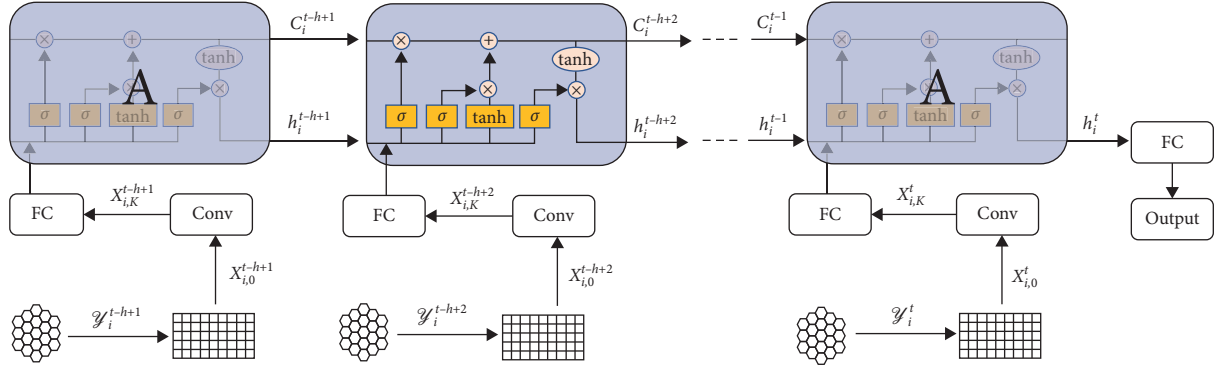 C_i^{t-h+1} C_i^{t-h+2} C_i^{t-1}
× + tanh × + tanh × + tanh
A × × × A ×
σ σ tanh σ σ σ tanh σ σ σ tanh σ
h_i^{t-h+1} h_i^{t-h+2} h_i^{t-1} h_i^t FC
FC X_{i,K}^{t-h+1} Conv FC X_{i,K}^{t-h+2} Conv FC X_{i,K}^t Conv Output
X_{i,0}^{t-h+1} X_{i,0}^{t-h+2} X_{i,0}^t
𝒴_i^{t-h+1} 𝒴_i^{t-h+2} 𝒴_i^t